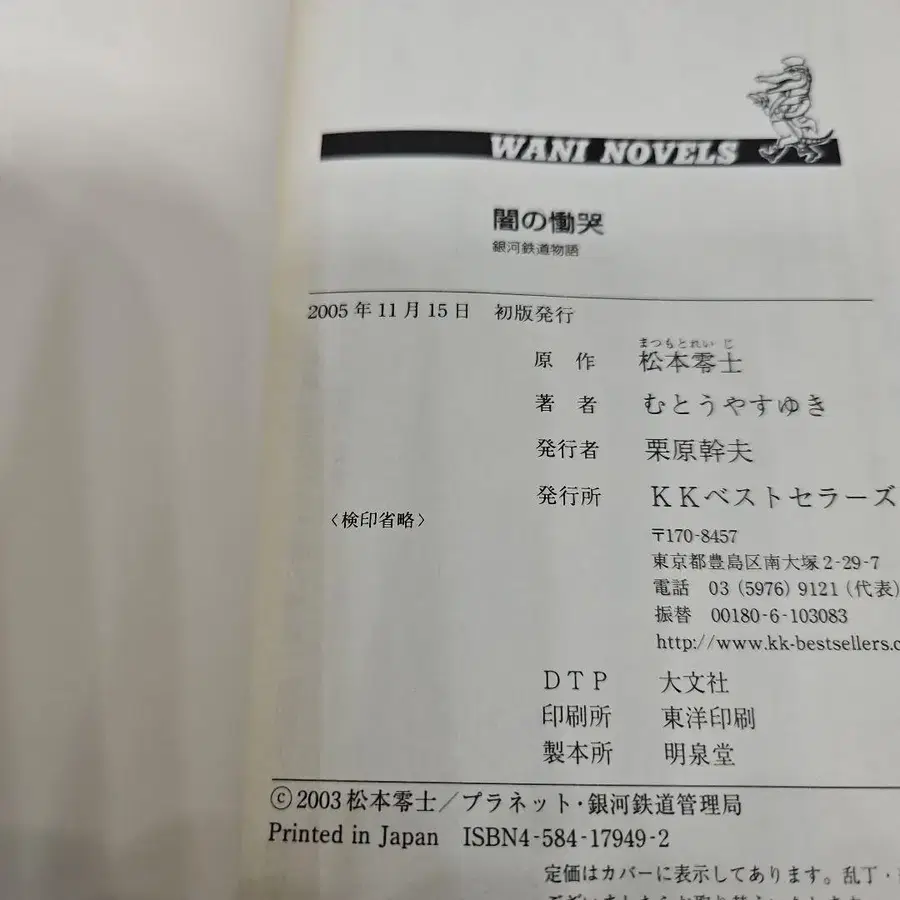 WANI NOVELS
闇の慟哭
銀河鉄道物語
2005年11月15日 初版発行
まつもとれいじ
原 作 松本零士
著 者 むとうやすゆき
発行者 栗原幹夫
発行所 KKベストセラーズ
〈検印省略〉
〒170-8457
東京都豊島区南大塚2-29-7
電話 03 (5976) 9121 (代表)
振替 00180-6-103083
http://www.kk-bestsellers.c
DTP 大文社
印刷所 東洋印刷
製本所 明泉堂
©2003 松本零士/プラネット・銀河鉄道管理局
Printed in Japan ISBN4-584-17949-2
定価はカバーに表示してあります。乱丁・